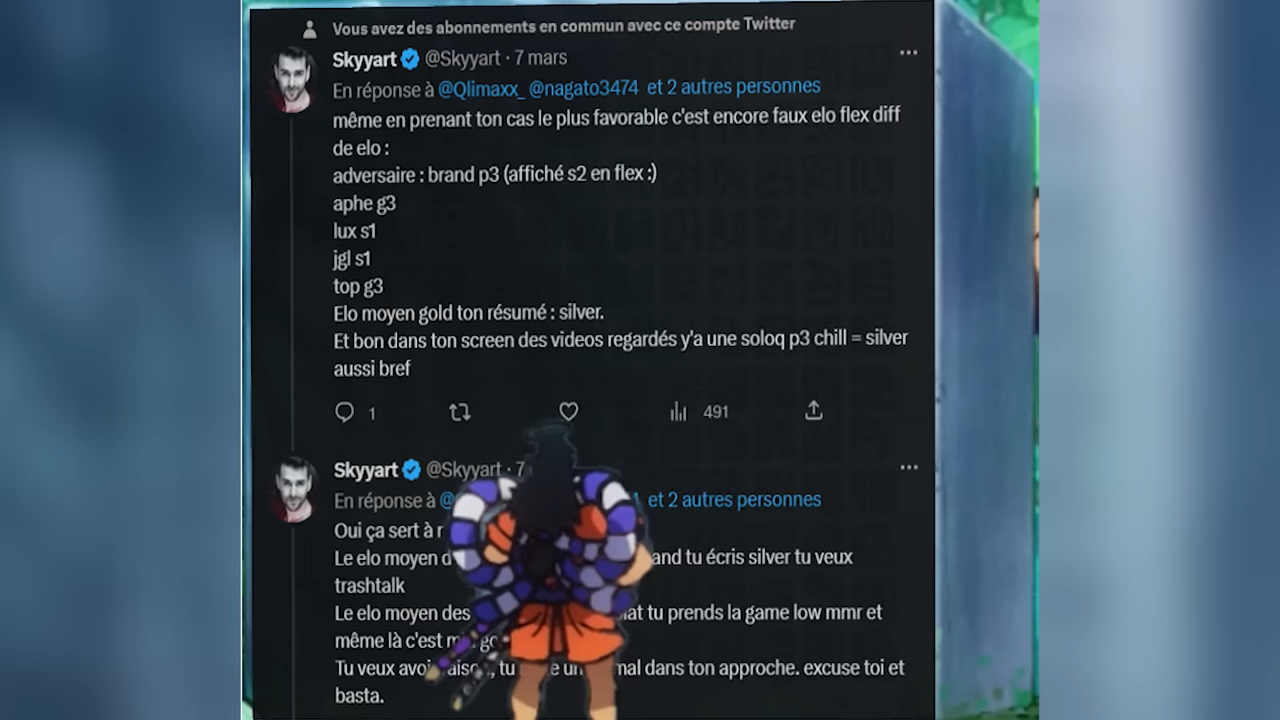 Vous avez des abonnements en commun avec ce compte Twitter
Skyyart @Skyyart · 7 mars
En réponse à @Qlimaxx_ @nagato3474 et 2 autres personnes
même en prenant ton cas le plus favorable c'est encore faux elo flex diff
de elo :
adversaire : brand p3 (affiché s2 en flex :)
aphe g3
lux s1
jgl s1
top g3
Elo moyen gold ton résumé : silver.
Et bon dans ton screen des videos regardés y'a une soloq p3 chill = silver
aussi bref
1 491
Skyyart @Skyyart · 7
En réponse à et 2 autres personnes
Oui ça sert à
Le elo moyen tu écris silver tu veux
trashtalk
Le elo moyen des tu prends la game low mmr et
même là c'est
Tu veux tu dans ton approche. excuse toi et
basta.